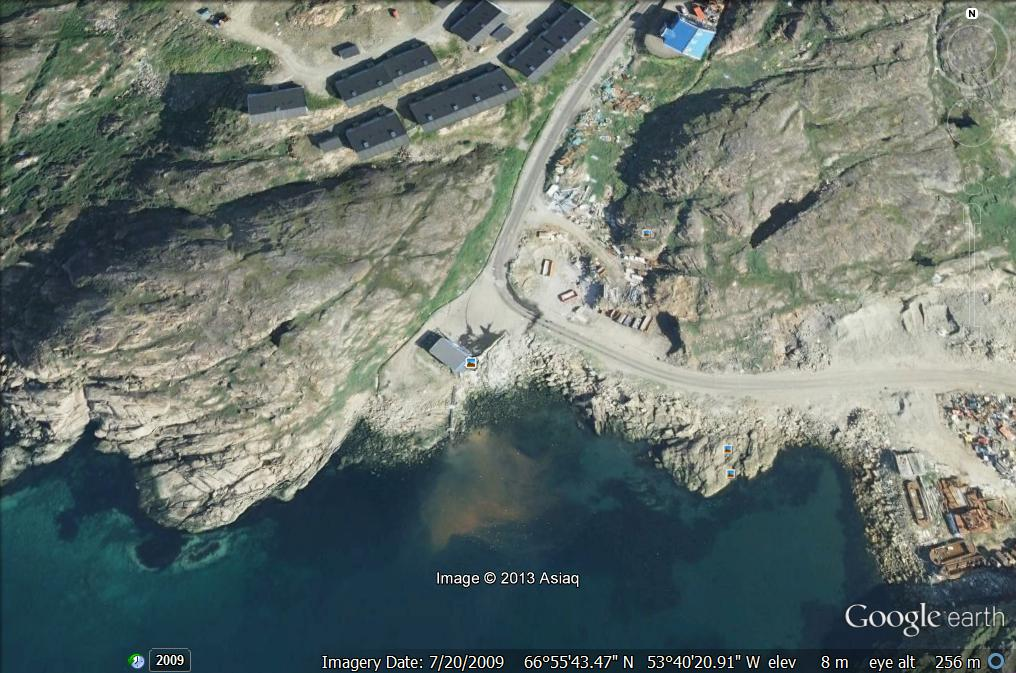 N
Image © 2013 Asiaq
Google earth
2009
Imagery Date: 7/20/2009 66°55'43.47" N 53°40'20.91" W elev 8 m eye alt 256 m